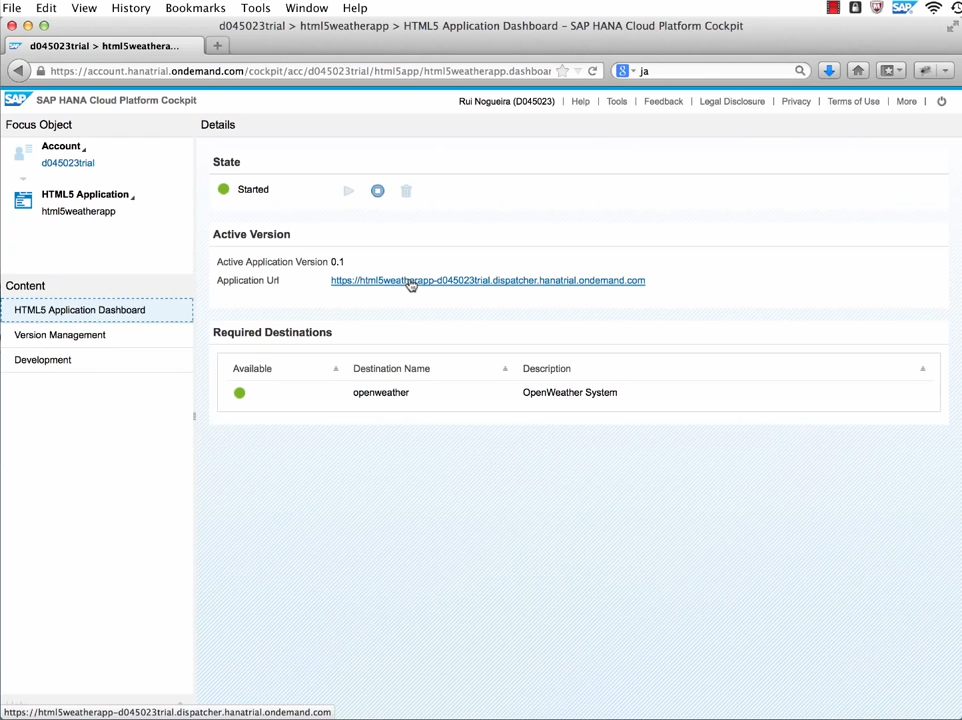 File Edit View History Bookmarks Tools Window Help SAP
d045023trial > html5weatherapp > HTML5 Application Dashboard – SAP HANA Cloud Platform Cockpit
d045023trial > html5weathera... +
https://account.hanatrial.ondemand.com/cockpit/acc/d045023trial/html5app/html5weatherapp.dashboa ja
SAP SAP HANA Cloud Platform Cockpit Rui Nogueira (D045023) | Help | Tools | Feedback | Legal Disclosure | Privacy | Terms of Use | More |
Focus Object
Account
d045023trial
HTML5 Application
html5weatherapp
Content
HTML5 Application Dashboard
Version Management
Development
Details
State
Started
Active Version
Active Application Version 0.1
Application Url https://html5weatherapp-d045023trial.dispatcher.hanatrial.ondemand.com
Required Destinations
Available Destination Name Description
openweather OpenWeather System
https://html5weatherapp-d045023trial.dispatcher.hanatrial.ondemand.com